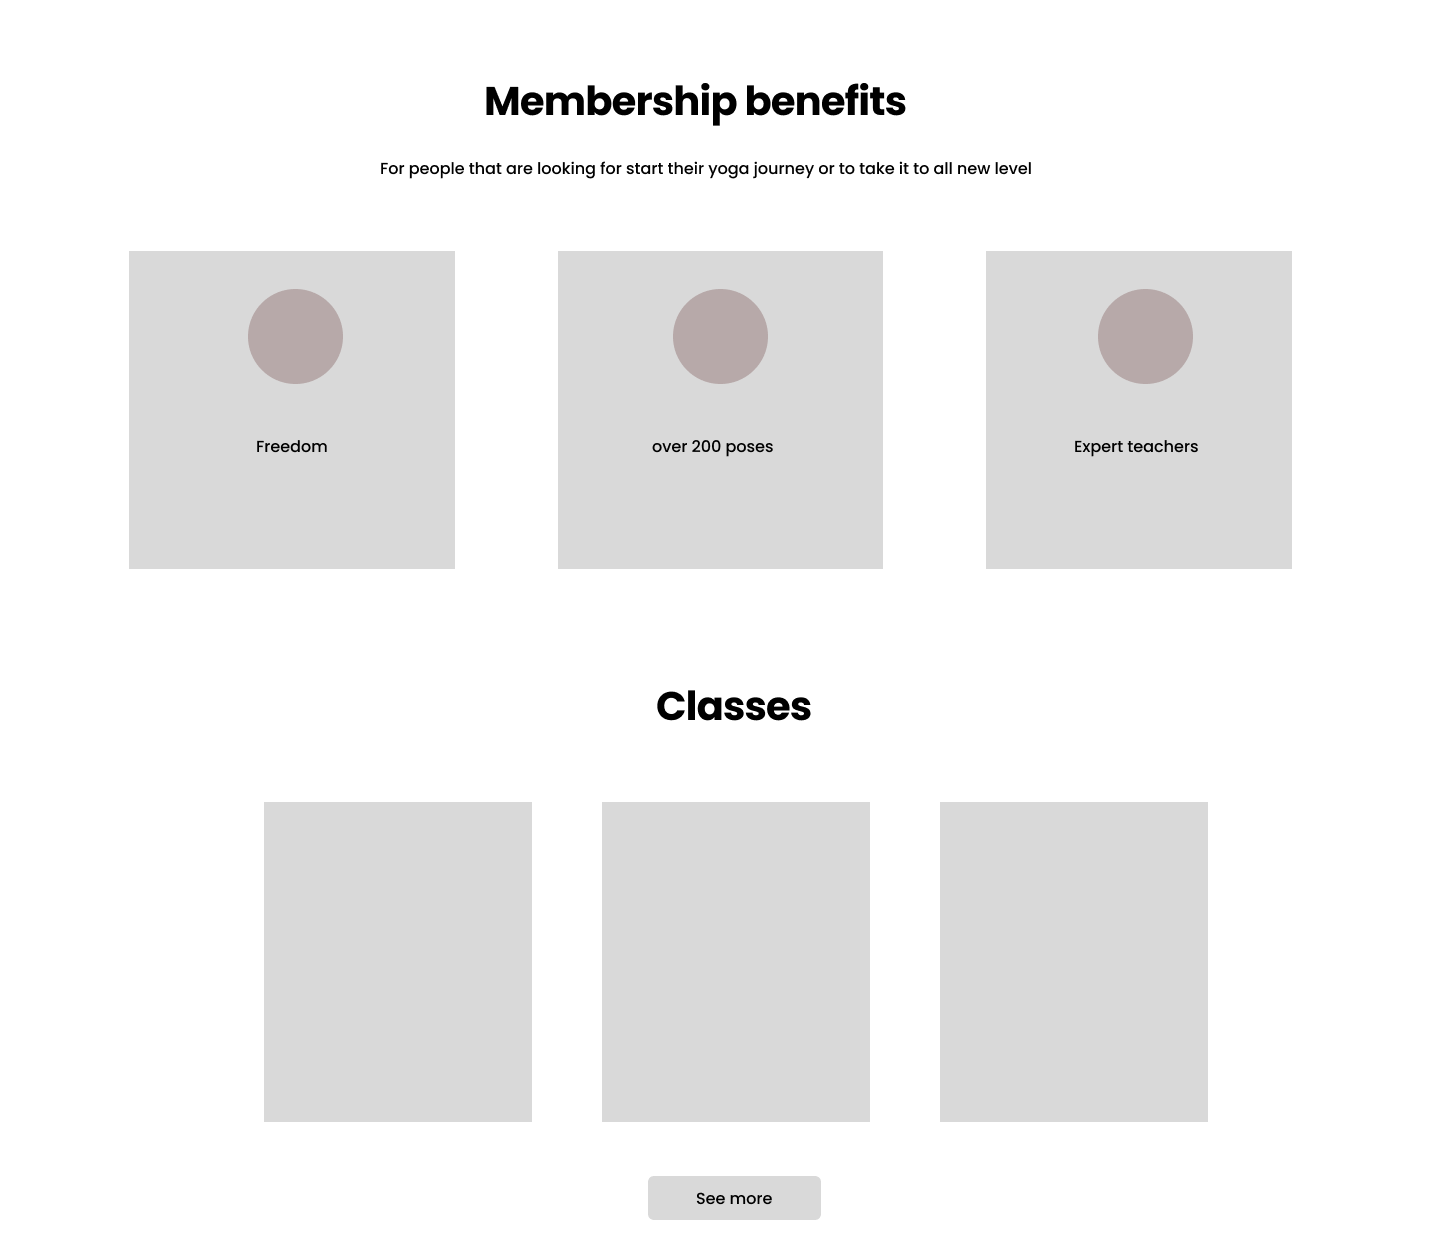 Membership benefits
For people that are looking for start their yoga journey or to take it to all new level
Freedom
over 200 poses
Expert teachers
Classes
See more